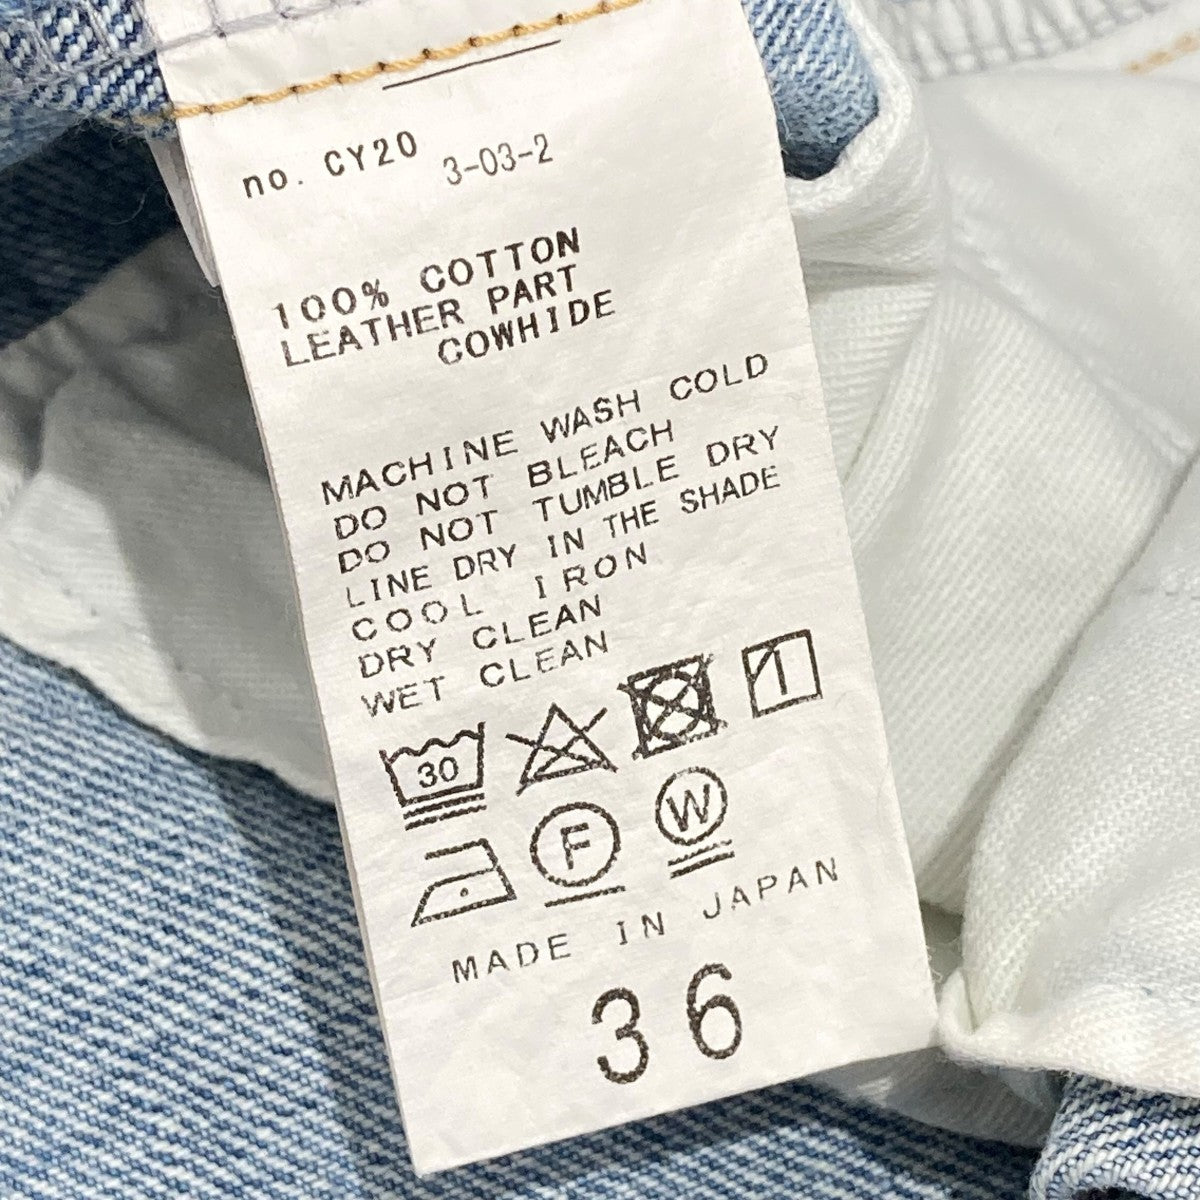 no. CY20
3-03-2
100% COTTON
LEATHER PART
COWHIDE
MACHINE WASH COLD
DO NOT BLEACH
DO NOT TUMBLE DRY
LINE DRY IN THE SHADE
COOL IRON
DRY CLEAN
WET CLEAN
30
F W
MADE IN JAPAN
36